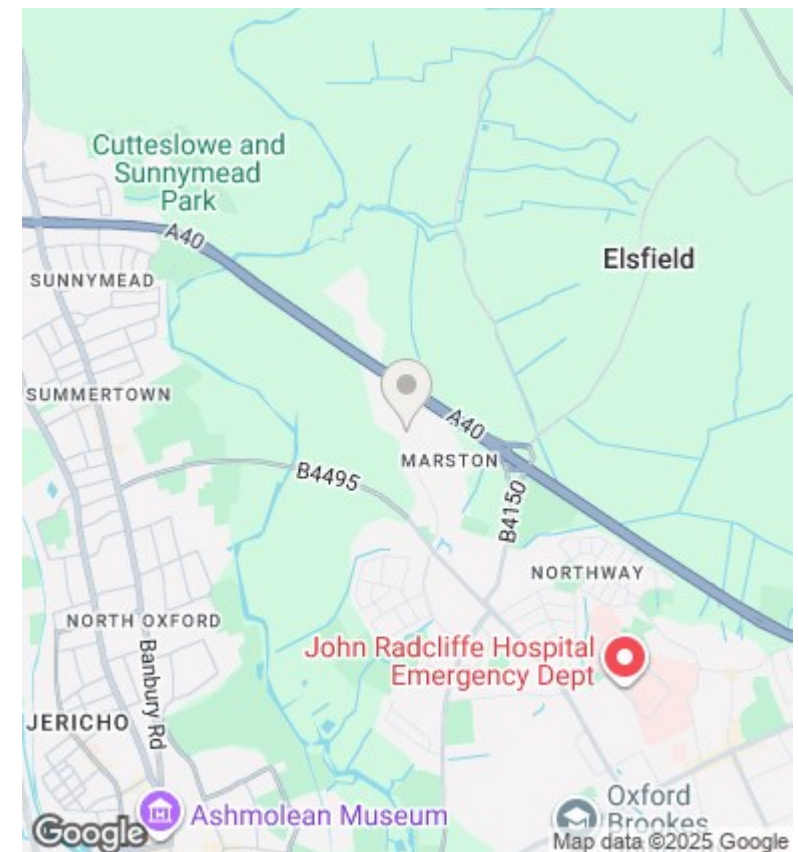 Cutteslowe and
Sunnymead
Park
A40
Elsfield
SUNNYMEAD
SUMMERTOWN
A40
MARSTON
B4495
B4150
NORTHWAY
NORTH OXFORD
John Radcliffe Hospital
Emergency Dept
Banbury Rd
JERICHO
Ashmolean Museum
Oxford
Brookes
Google
Map data ©2025 Google